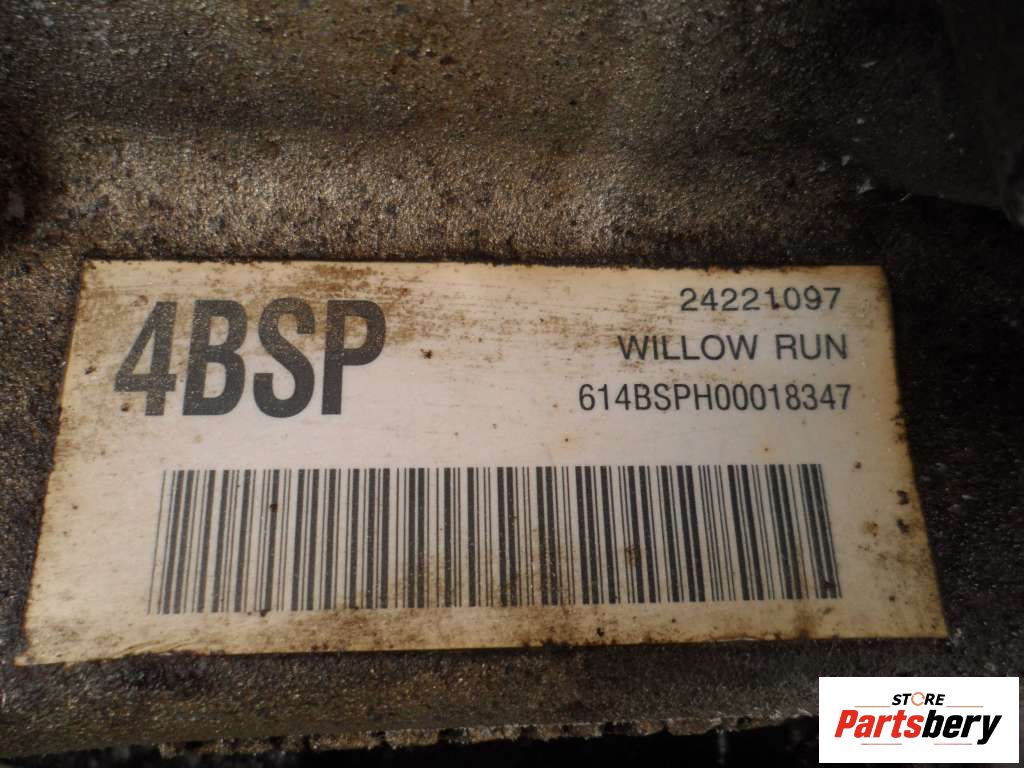 4BSP
24221097
WILLOW RUN
614BSPH00018347
STORE
Partsbery